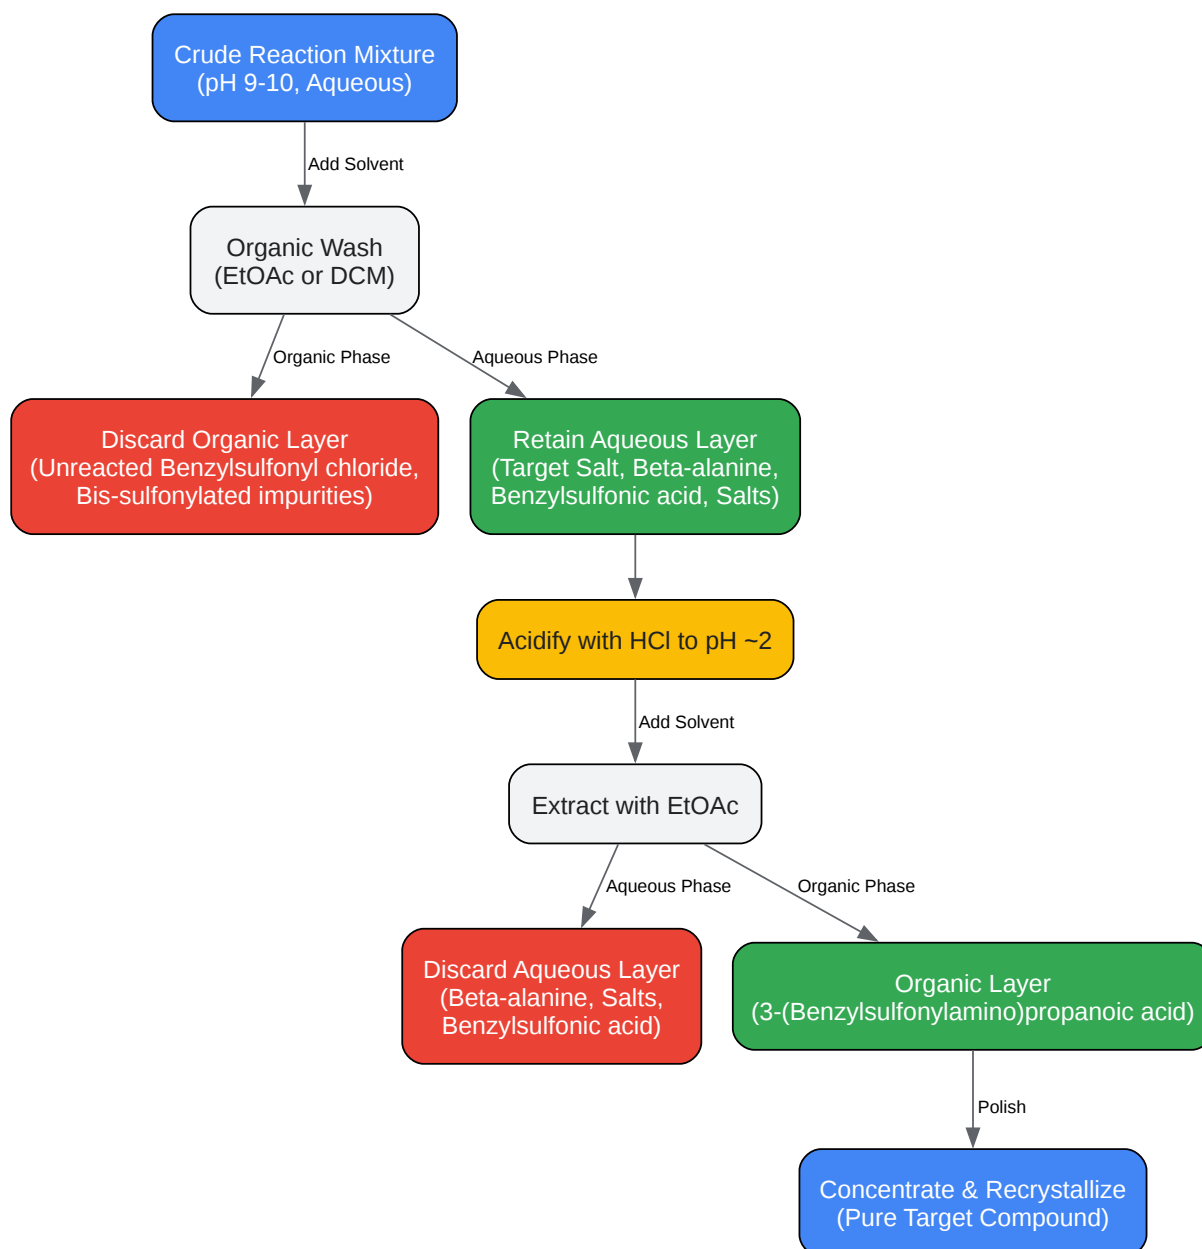 Crude Reaction Mixture
(pH 9-10, Aqueous)
Add Solvent
Organic Wash
(EtOAc or DCM)
Organic Phase
Aqueous Phase
Discard Organic Layer
(Unreacted Benzylsulfonyl chloride,
Bis-sulfonylated impurities)
Retain Aqueous Layer
(Target Salt, Beta-alanine,
Benzylsulfonic acid, Salts)
Acidify with HCl to pH ~2
Add Solvent
Extract with EtOAc
Aqueous Phase
Organic Phase
Discard Aqueous Layer
(Beta-alanine, Salts,
Benzylsulfonic acid)
Organic Layer
(3-(Benzylsulfonylamino)propanoic acid)
Polish
Concentrate & Recrystallize
(Pure Target Compound)